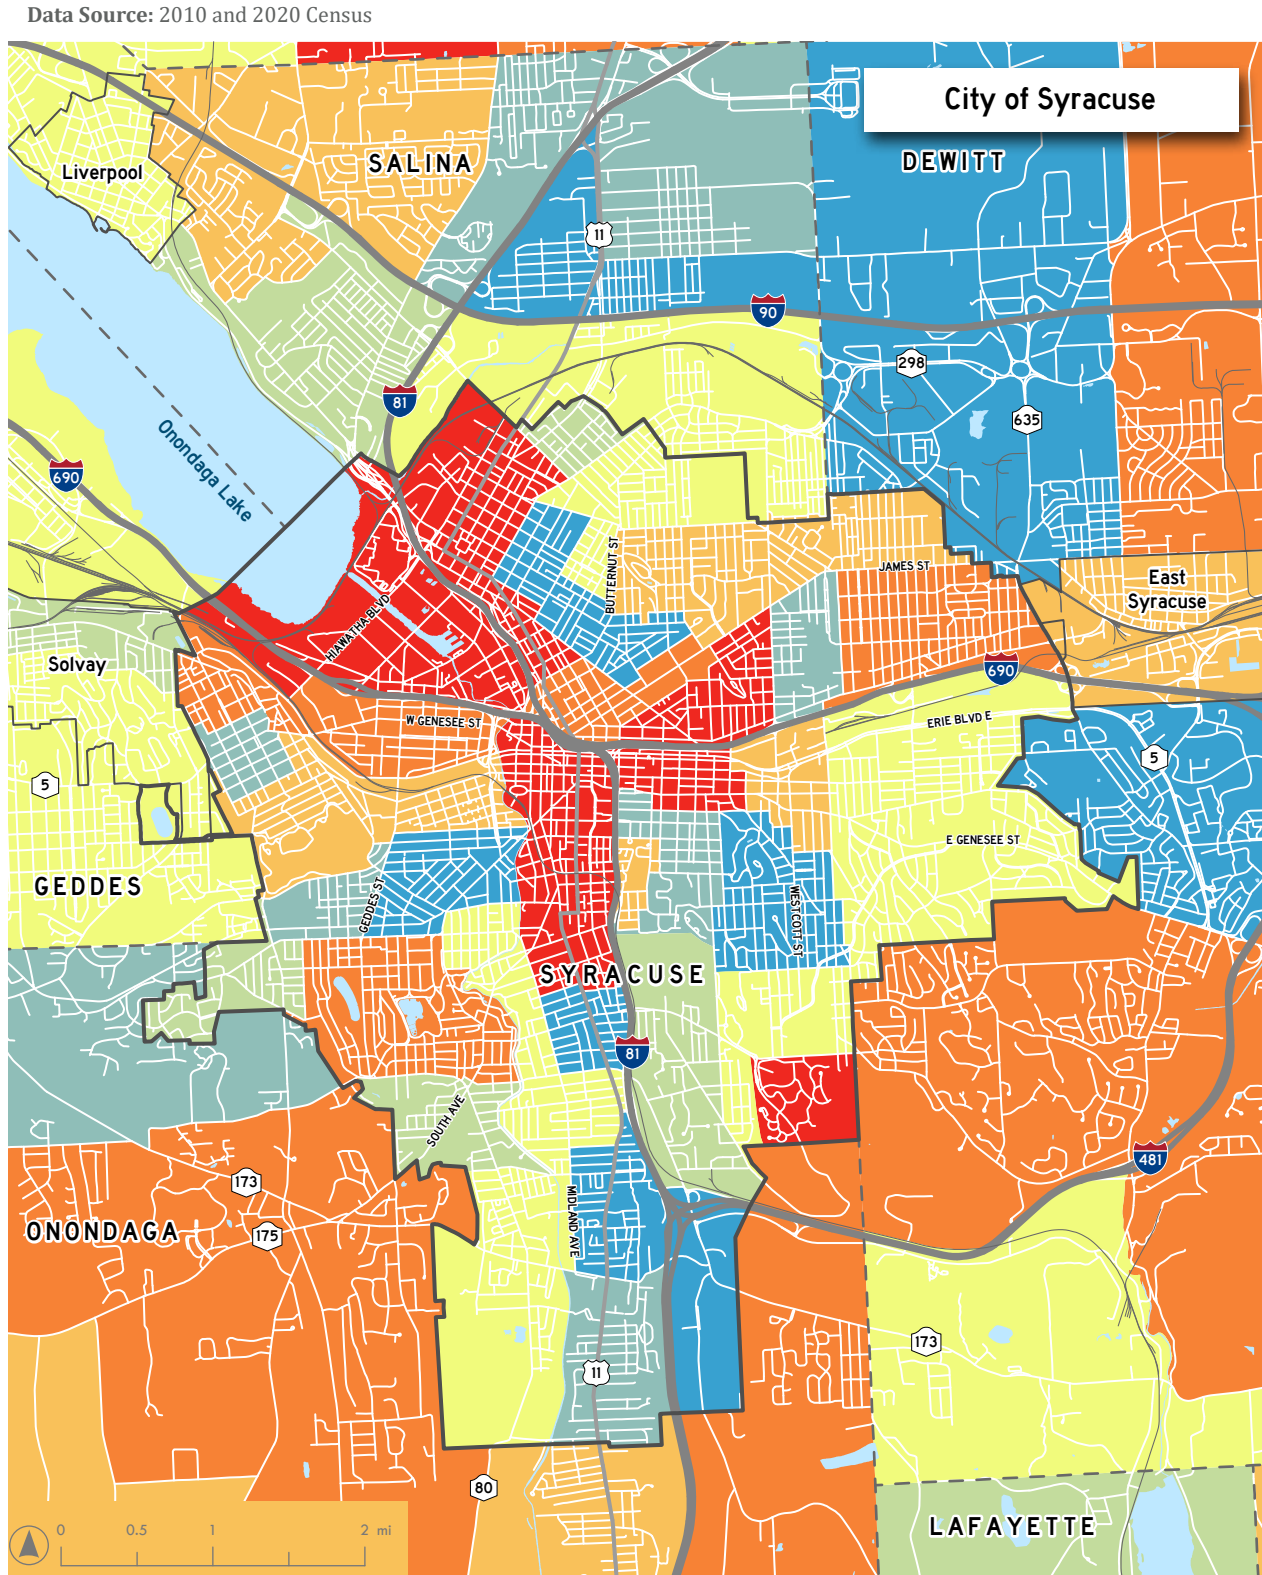 Data Source: 2010 and 2020 Census
City of Syracuse
SALINA
DEWITT
Liverpool
11
90
298
81
635
Onondaga Lake
690
BUTTERNUT ST
JAMES ST
East
Syracuse
HIAWATHA BLVD
Solvay
690
W GENESEE ST
ERIE BLVD E
5
5
E GENESEE ST
GEDDES
GEDDES ST
WESTCOTT ST
SYRACUSE
81
SOUTH AVE
481
173
MIDLAND AVE
ONONDAGA
175
173
11
80
LAFAYETTE
0 0.5 1 2 mi